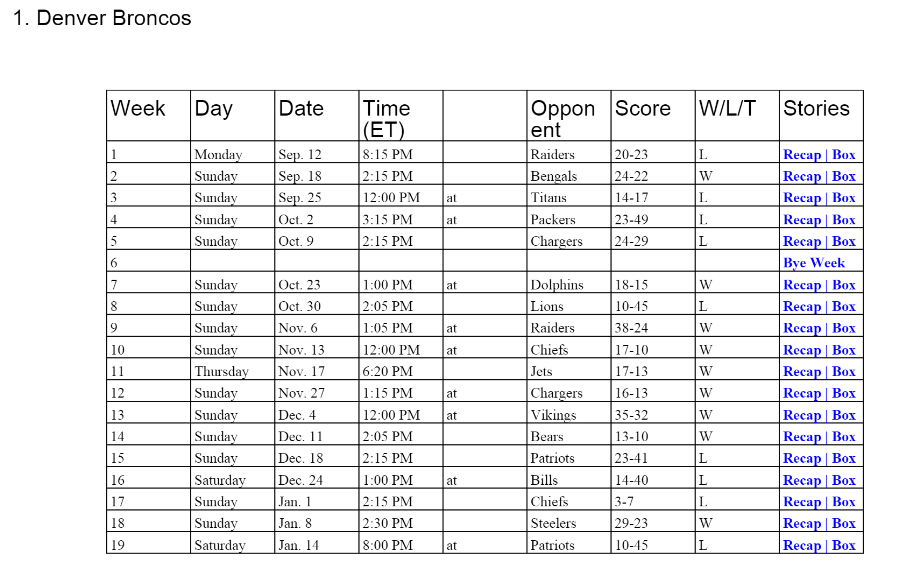 1. Denver Broncos
Week Day Date Time (ET) Opponent Score W/L/T Stories
1 Monday Sep. 12 8:15 PM Raiders 20-23 L Recap | Box
2 Sunday Sep. 18 2:15 PM Bengals 24-22 W Recap | Box
3 Sunday Sep. 25 12:00 PM at Titans 14-17 L Recap | Box
4 Sunday Oct. 2 3:15 PM at Packers 23-49 L Recap | Box
5 Sunday Oct. 9 2:15 PM Chargers 24-29 L Recap | Box
6 Bye Week
7 Sunday Oct. 23 1:00 PM at Dolphins 18-15 W Recap | Box
8 Sunday Oct. 30 2:05 PM Lions 10-45 L Recap | Box
9 Sunday Nov. 6 1:05 PM at Raiders 38-24 W Recap | Box
10 Sunday Nov. 13 12:00 PM at Chiefs 17-10 W Recap | Box
11 Thursday Nov. 17 6:20 PM Jets 17-13 W Recap | Box
12 Sunday Nov. 27 1:15 PM at Chargers 16-13 W Recap | Box
13 Sunday Dec. 4 12:00 PM at Vikings 35-32 W Recap | Box
14 Sunday Dec. 11 2:05 PM Bears 13-10 W Recap | Box
15 Sunday Dec. 18 2:15 PM Patriots 23-41 L Recap | Box
16 Saturday Dec. 24 1:00 PM at Bills 14-40 L Recap | Box
17 Sunday Jan. 1 2:15 PM Chiefs 3-7 L Recap | Box
18 Sunday Jan. 8 2:30 PM Steelers 29-23 W Recap | Box
19 Saturday Jan. 14 8:00 PM at Patriots 10-45 L Recap | Box